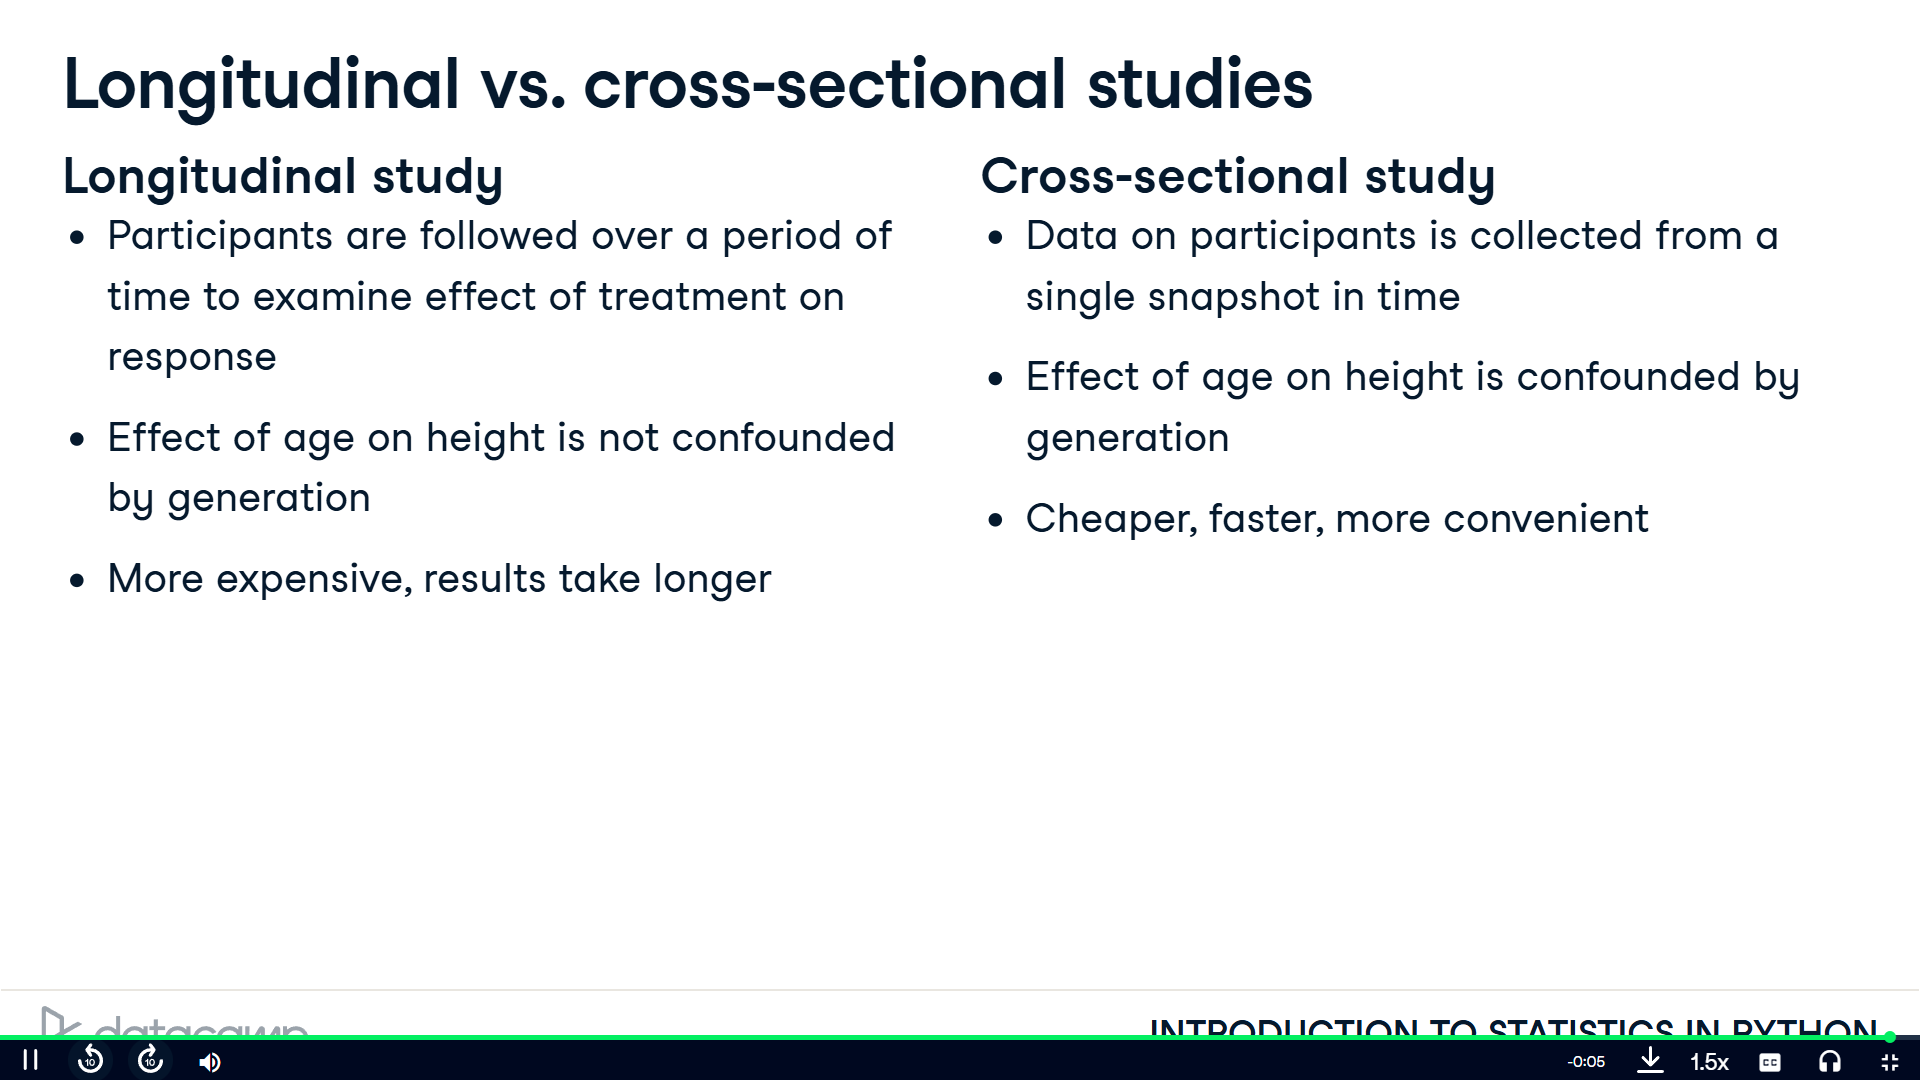 Longitudinal vs. cross-sectional studies
Longitudinal study
• Participants are followed over a period of
time to examine effect of treatment on
response
• Effect of age on height is not confounded
by generation
• More expensive, results take longer
Cross-sectional study
• Data on participants is collected from a
single snapshot in time
• Effect of age on height is confounded by
generation
• Cheaper, faster, more convenient
datacamp
INTRODUCTION TO STATISTICS IN PYTHON
10
10
-0:05
1.5x
CC